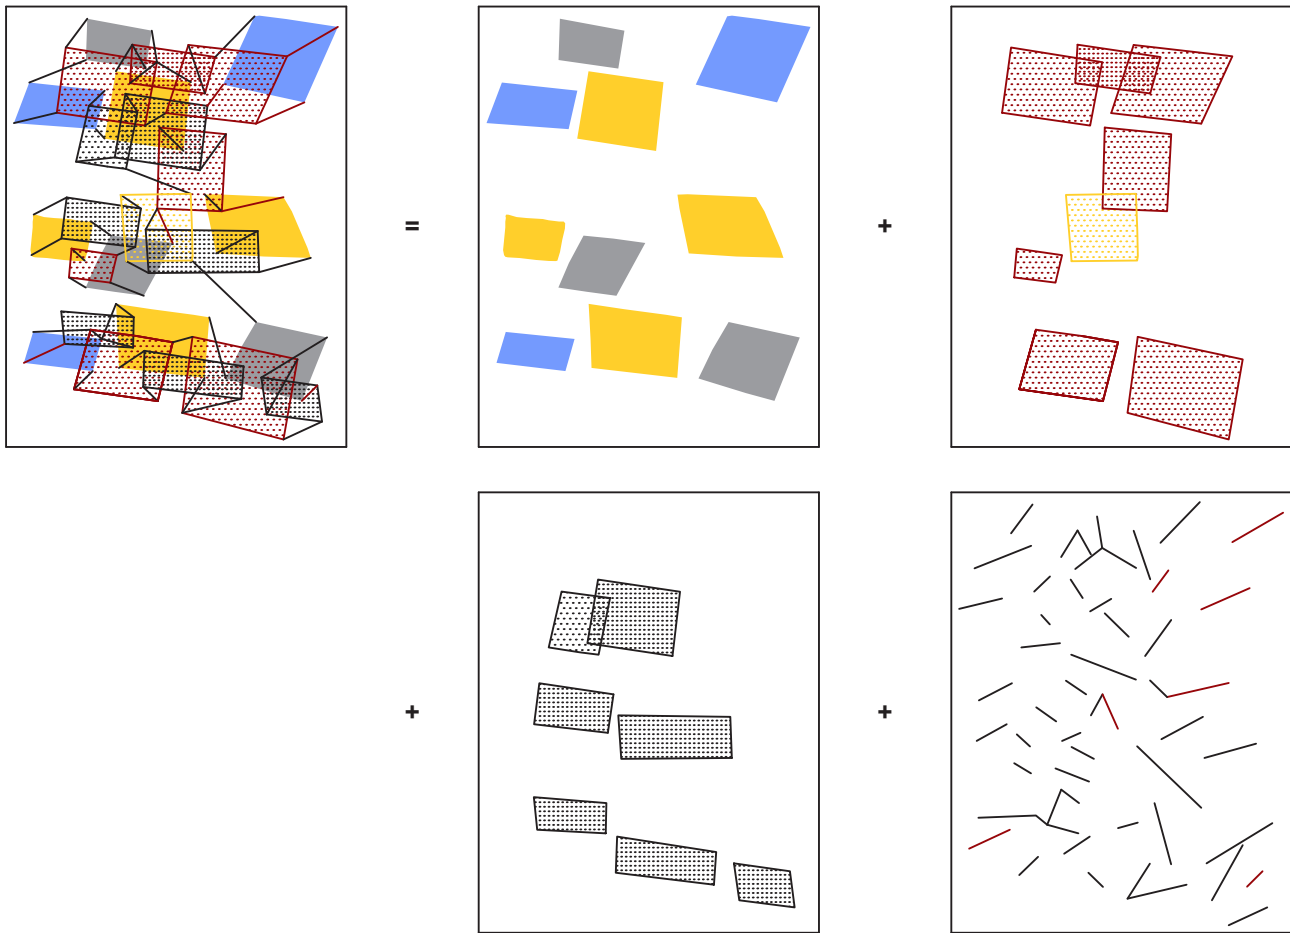 = +
+ +